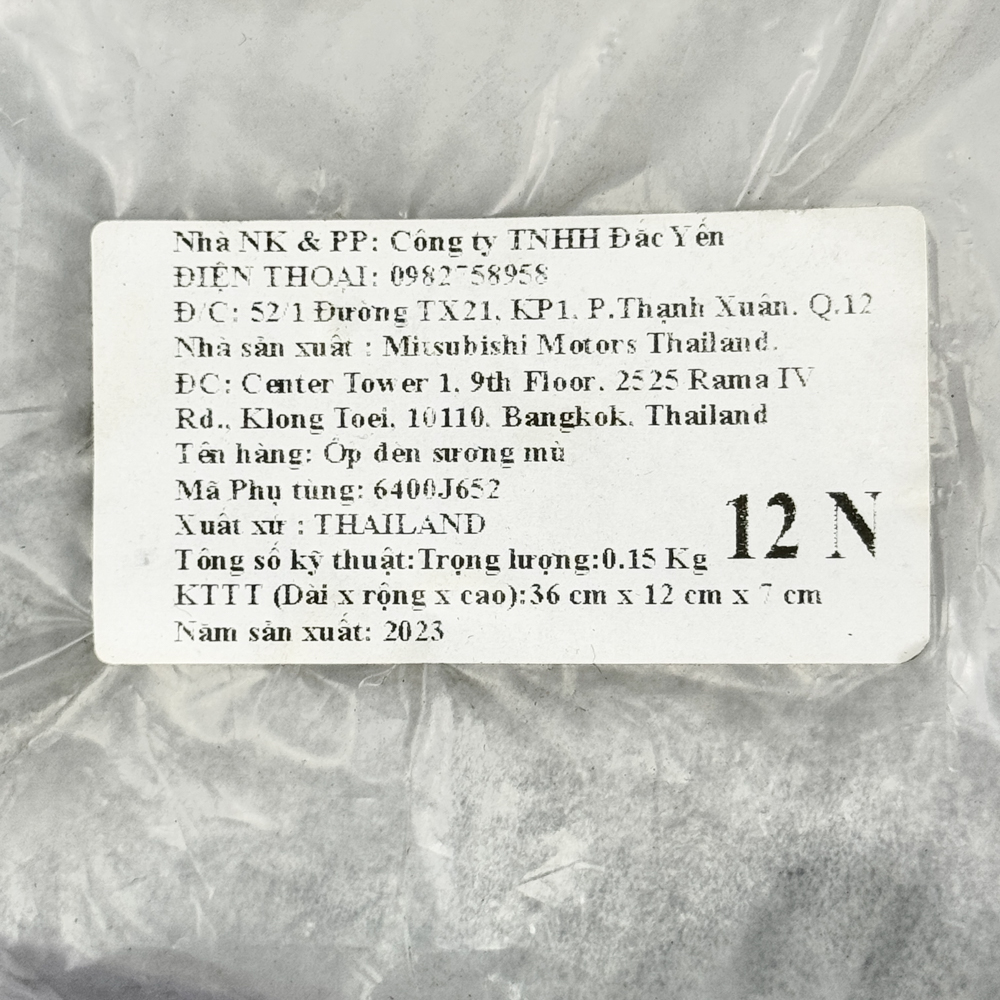 Nhà NK & PP: Công ty TNHH Đắc Yến
ĐIỆN THOẠI: 0982758958
Đ/C: 52/1 Đường TX21, KP1, P.Thạnh Xuân, Q.12
Nhà sản xuất : Mitsubishi Motors Thailand.
ĐC: Center Tower 1, 9th Floor, 2525 Rama IV
Rd., Klong Toei, 10110, Bangkok, Thailand
Tên hàng: Ốp đèn sương mù
Mã Phụ tùng: 6400J652
Xuất xứ : THAILAND
12 N
Tổng số kỹ thuật:Trọng lượng:0.15 Kg
KTTT (Dài x rộng x cao):36 cm x 12 cm x 7 cm
Năm sản xuất: 2023